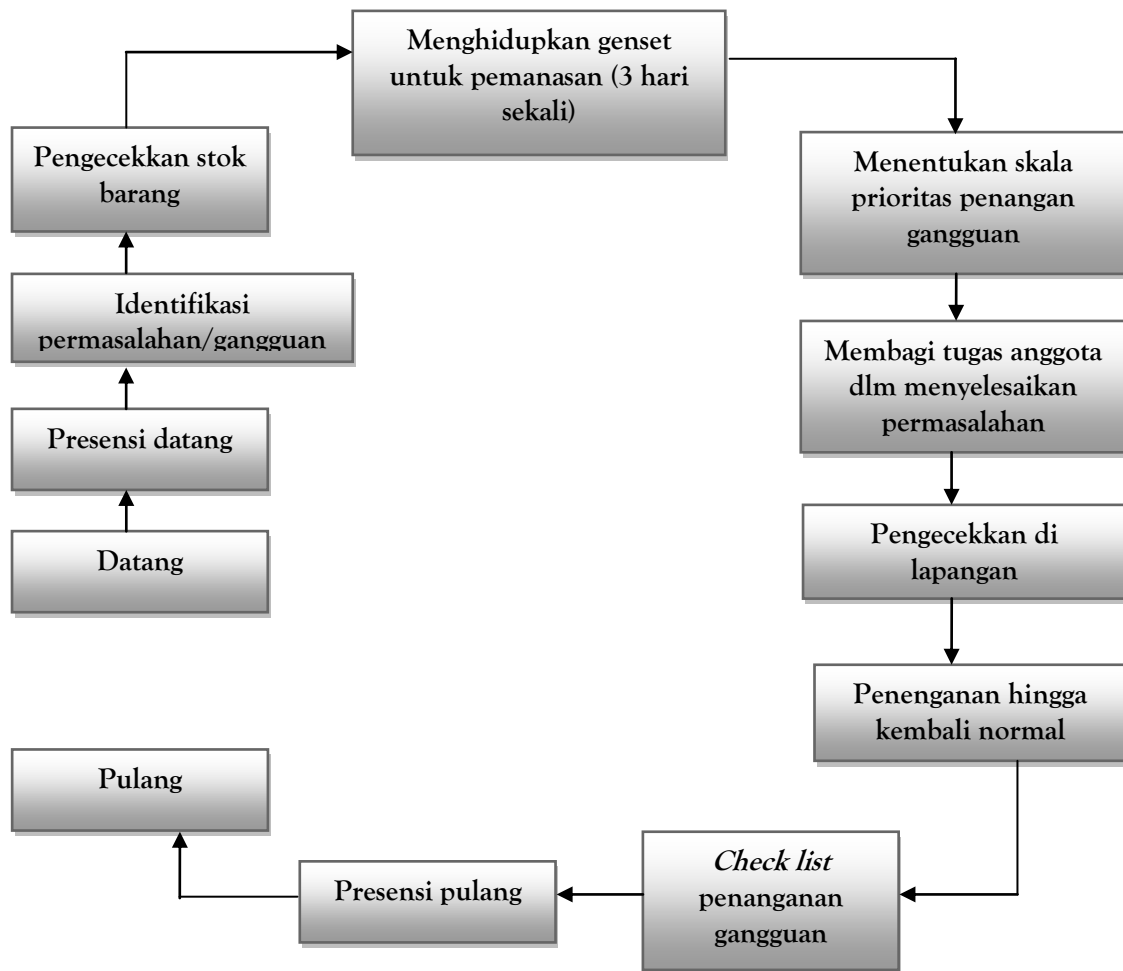 Menghidupkan genset
untuk pemanasan (3 hari
sekali)
Pengecekkan stok
barang
Menentukan skala
prioritas penangan
gangguan
Identifikasi
permasalahan/gangguan
Membagi tugas anggota
dlm menyelesaikan
permasalahan
Presensi datang
Pengecekkan di
lapangan
Datang
Penenganan hingga
kembali normal
Pulang
Check list
penanganan
gangguan
Presensi pulang